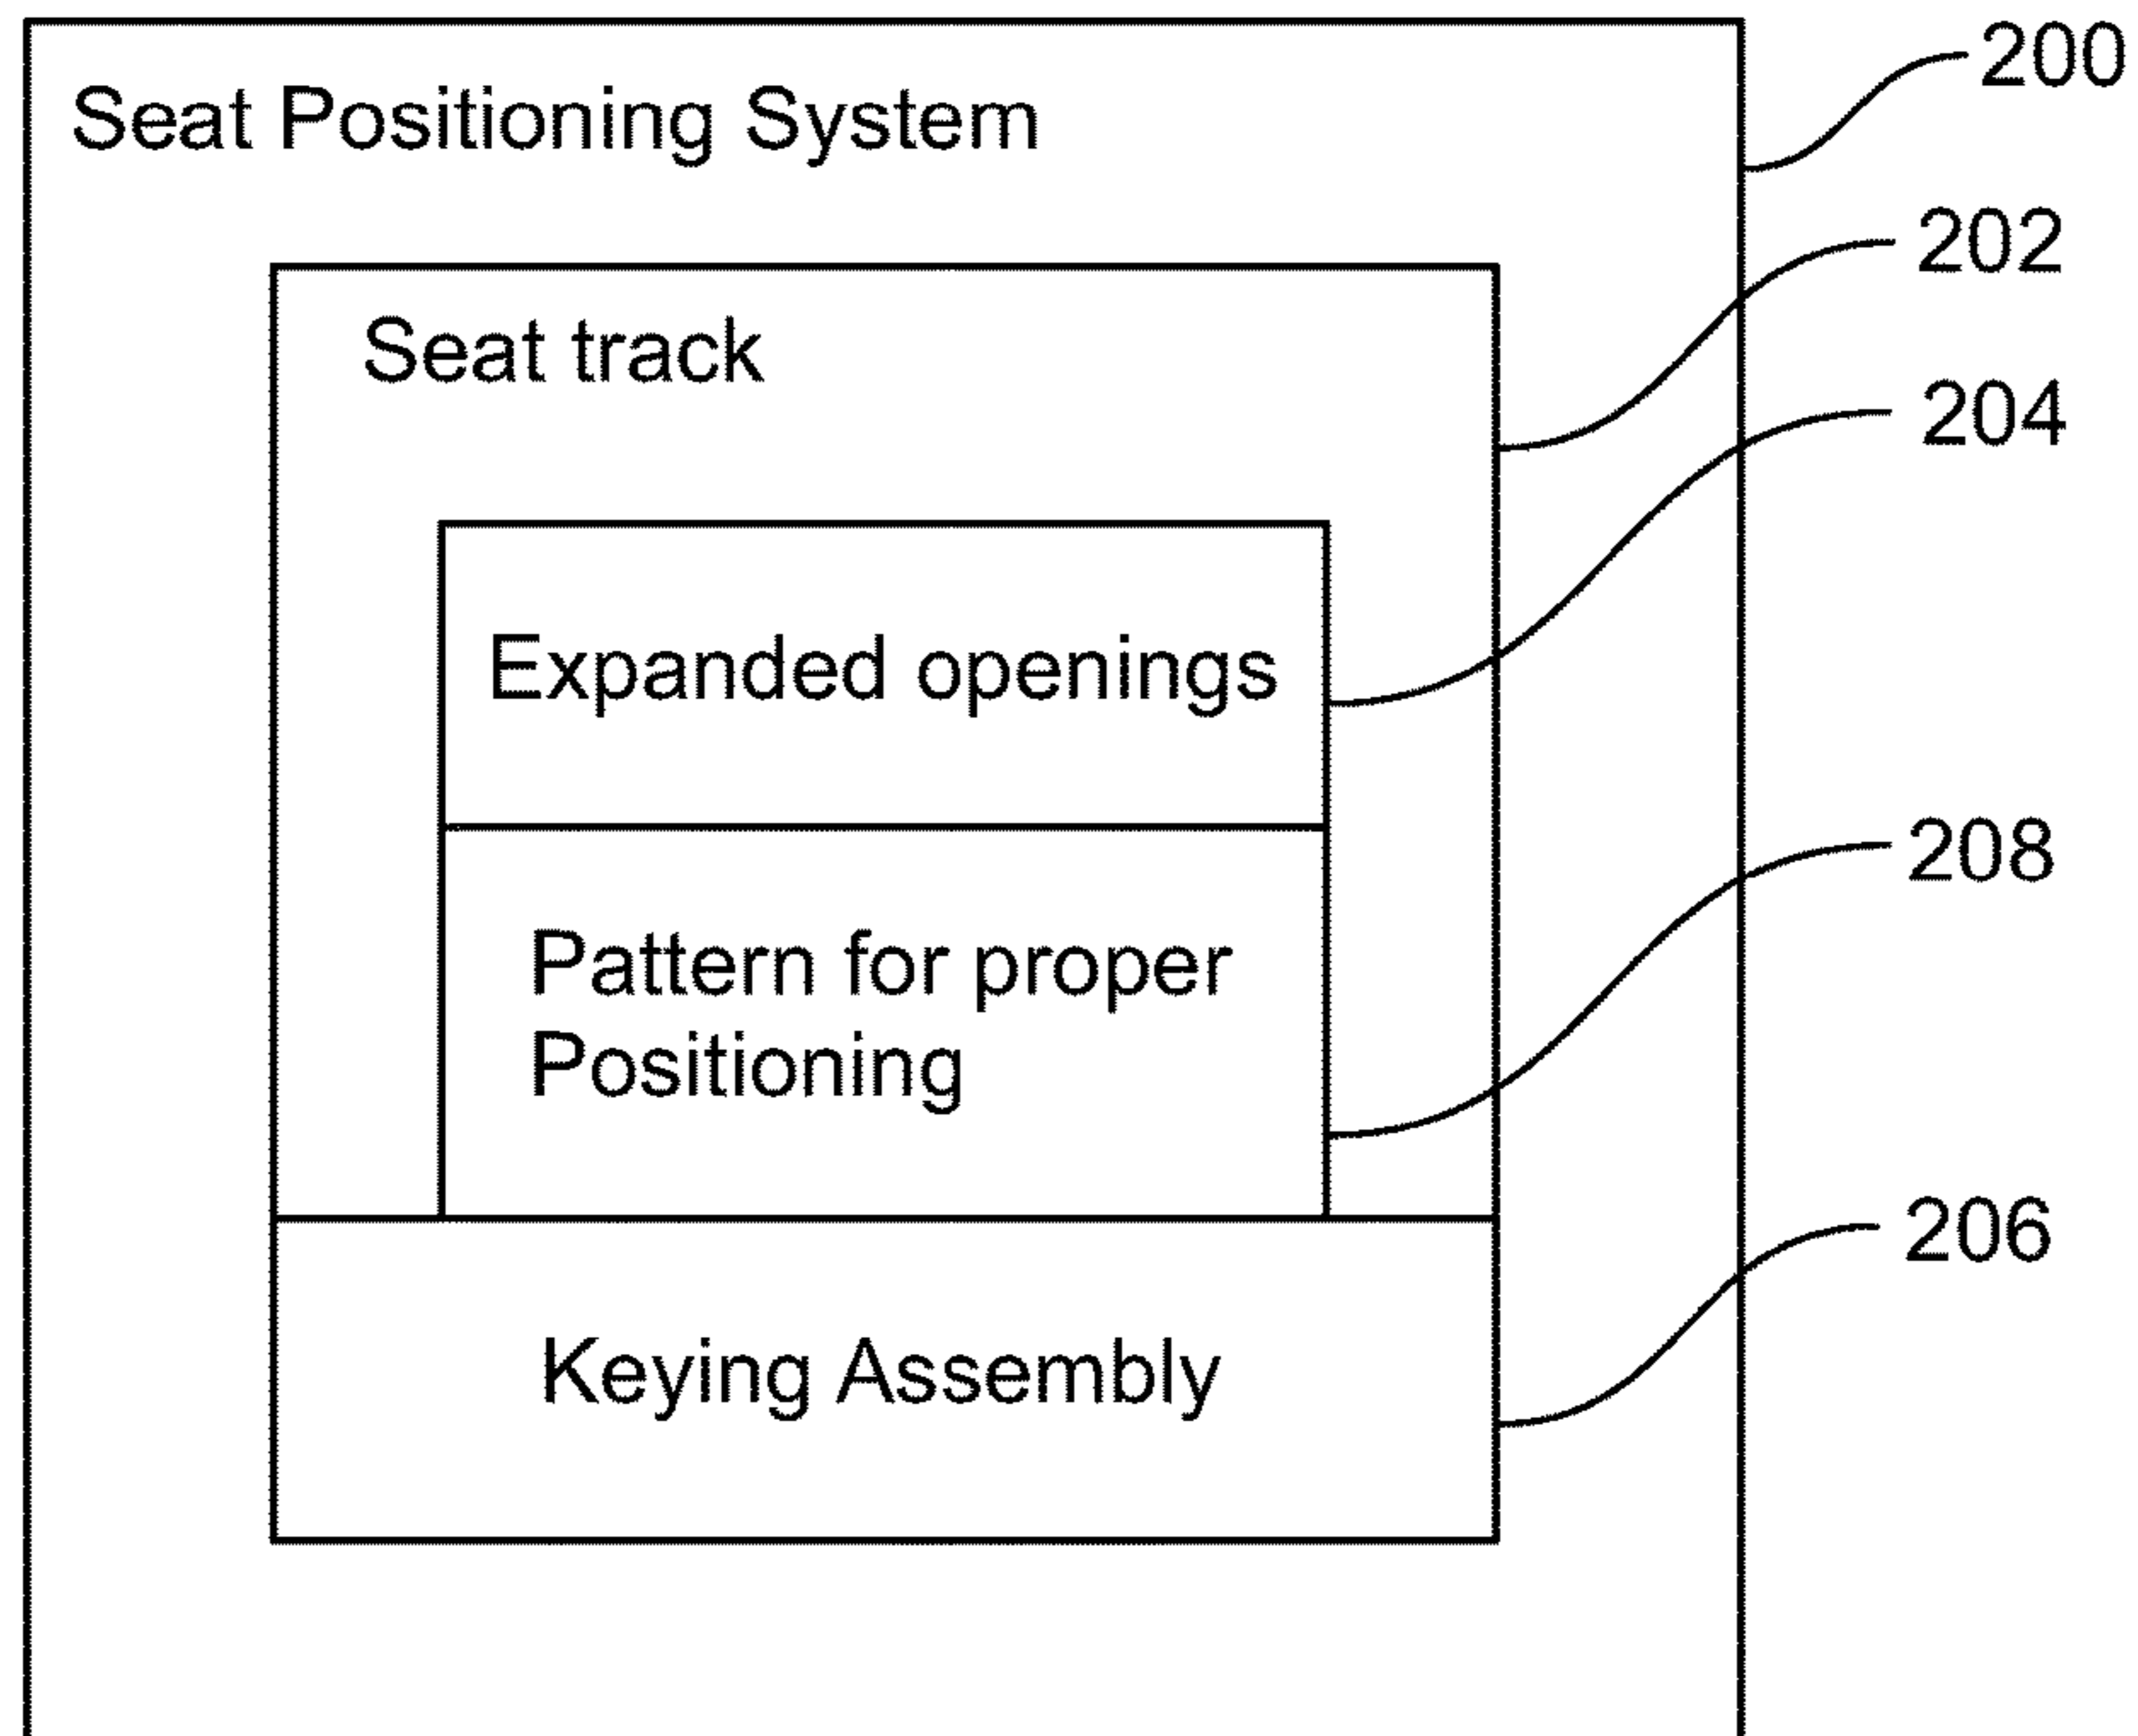 200
Seat Positioning System
202
Seat track
204
Expanded openings
208
Pattern for proper
Positioning
206
Keying Assembly